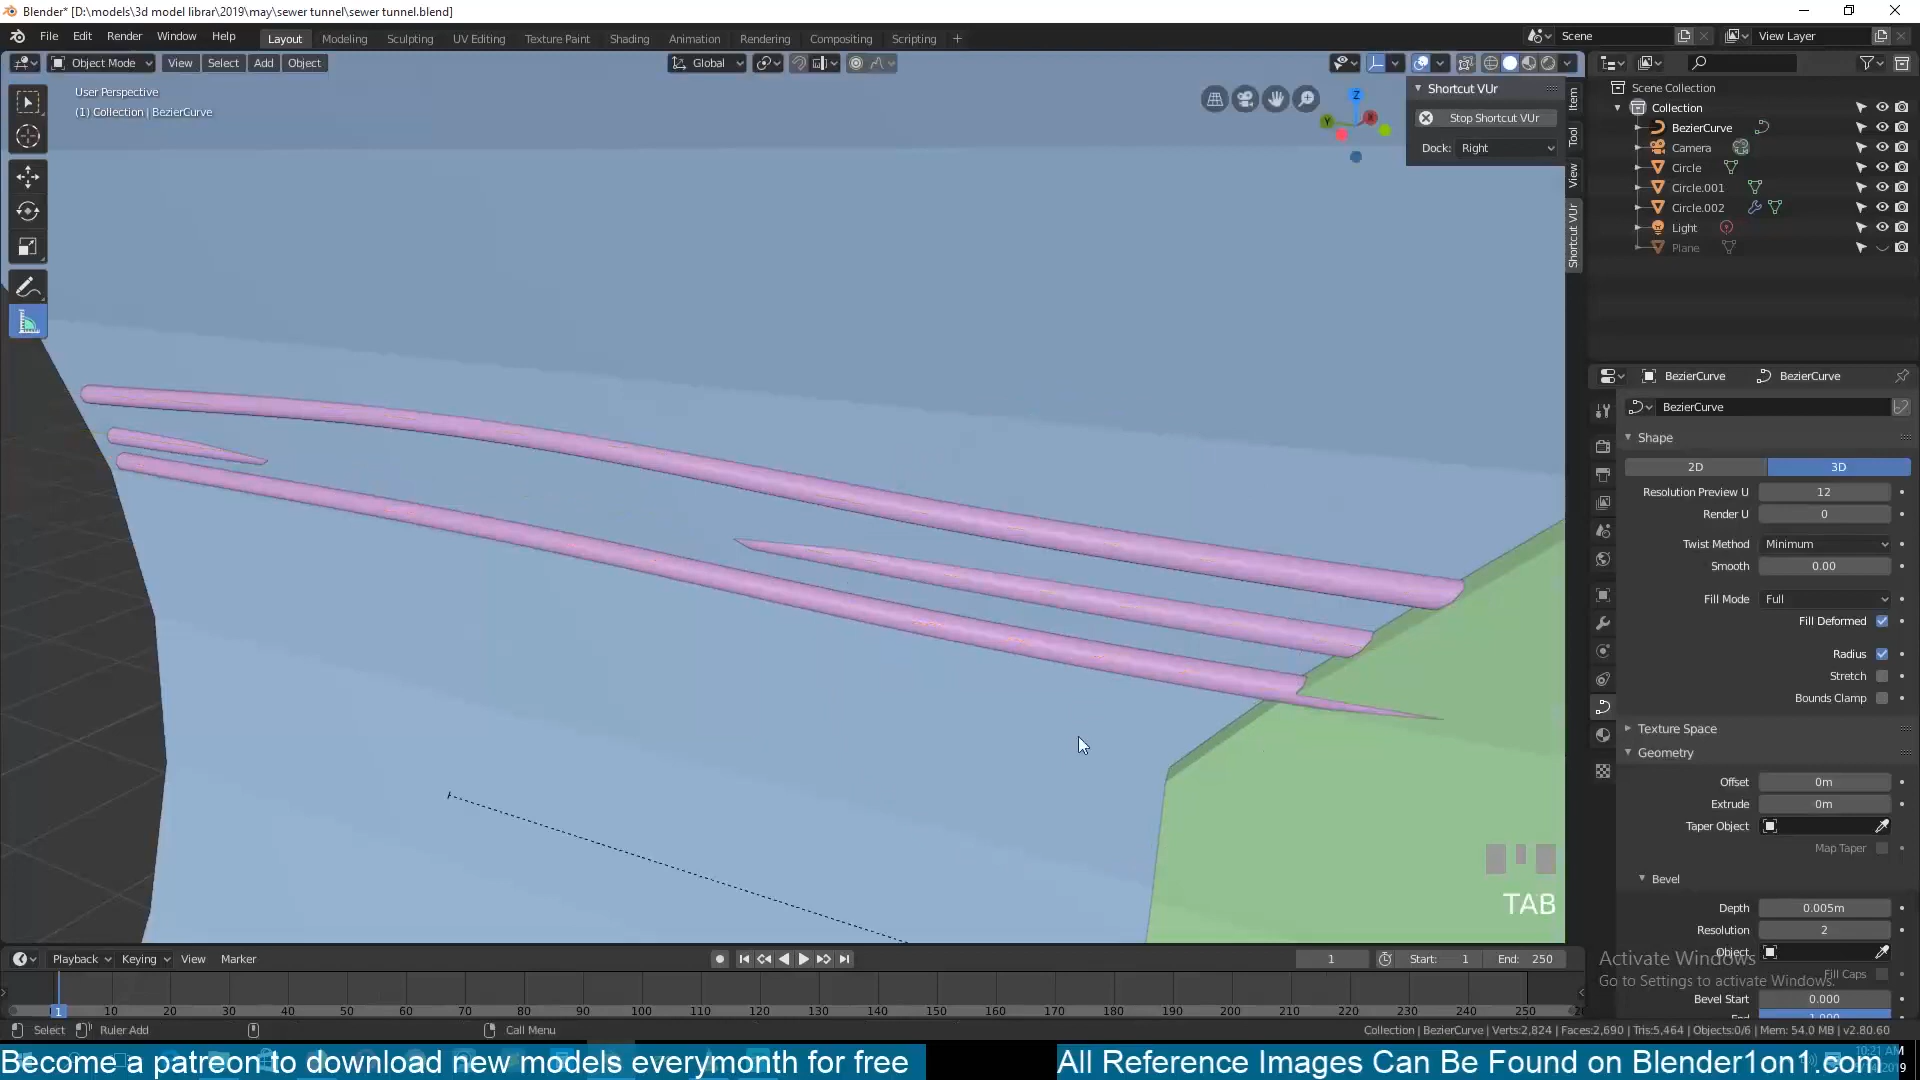 Blender* [D:\models\3d model librar\2019\may\sewer tunnel\sewer tunnel.blend]
File Edit Render Window Help Layout Modeling Sculpting UV Editing Texture Paint Shading Animation Rendering Compositing Scripting + Scene View Layer
Object Mode View Select Add Object Global
User Perspective
(1) Collection | BezierCurve
Shortcut VUr
Stop Shortcut VUr
Dock: Right
Item
Tool
View
Shortcut VUr
X
Y
Z
Scene Collection
Collection
BezierCurve
Camera
Circle
Circle.001
Circle.002
Light
Plane
BezierCurve BezierCurve
BezierCurve
Shape
2D 3D
Resolution Preview U 12
Render U 0
Twist Method Minimum
Smooth 0.00
Fill Mode Full
Fill Deformed
Radius
Stretch
Bounds Clamp
Texture Space
Geometry
Offset 0m
Extrude 0m
Taper Object
Map Taper
Bevel
Depth 0.005m
Resolution 2
Object
Fill Caps
Bevel Start 0.000
End 1.000
TAB
Activate Windows
Go to Settings to activate Windows.
Playback Keying View Marker 1 Start: 1 End: 250
1 10 20 30 40 50 60 70 80 90 100 110 120 130 140 150 160 170 180 190 200 210 220 230 240 250
Select Ruler Add Call Menu Collection | BezierCurve | Verts:2,824 | Faces:2,690 | Tris:5,464 | Objects:0/6 | Mem: 54.0 MB | v2.80.60
Become a patreon to download new models everymonth for free
All Reference Images Can Be Found on Blender1on1.com
10:21 AM